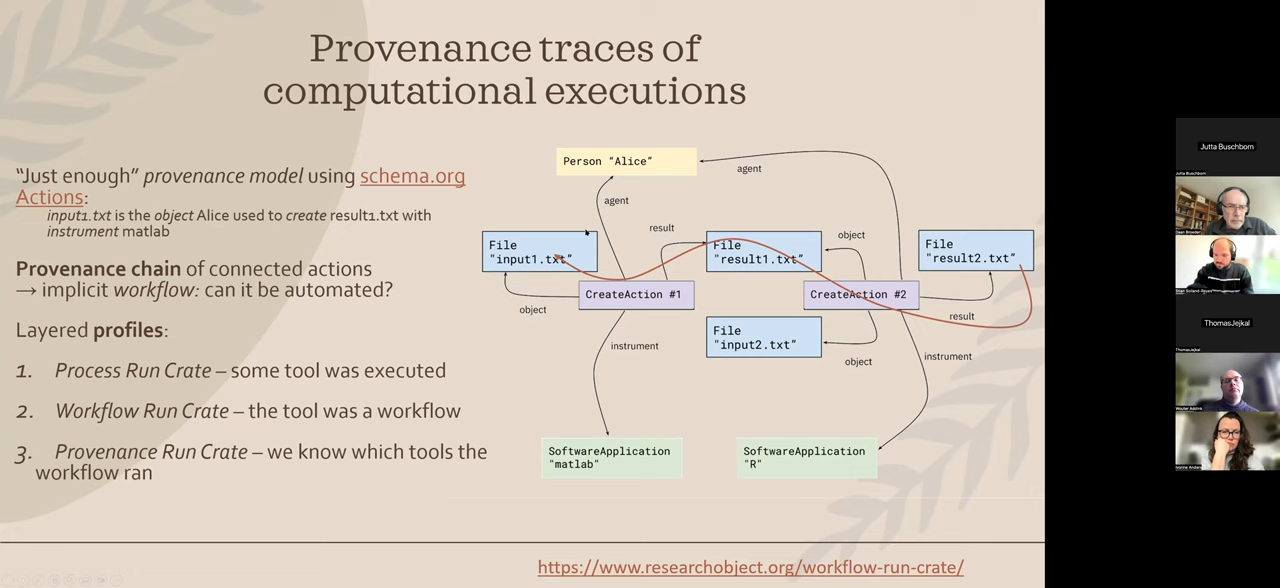 Provenance traces of
computational executions
“Just enough” provenance model using schema.org
Actions:
input1.txt is the object Alice used to create result1.txt with
instrument matlab
Provenance chain of connected actions
→ implicit workflow: can it be automated?
Layered profiles:
1. Process Run Crate – some tool was executed
2. Workflow Run Crate – the tool was a workflow
3. Provenance Run Crate – we know which tools the
workflow ran
Person “Alice”
agent
agent
result
object
File
"input1.txt"
File
"result1.txt"
File
"result2.txt"
CreateAction #1
CreateAction #2
object
result
File
"input2.txt"
instrument
object
instrument
SoftwareApplication
"matlab"
SoftwareApplication
"R"
https://www.researchobject.org/workflow-run-crate/
Jutta Buschbom
Jutta Buschbom
ThomasJejkal
ThomasJejkal
Wouter Addink